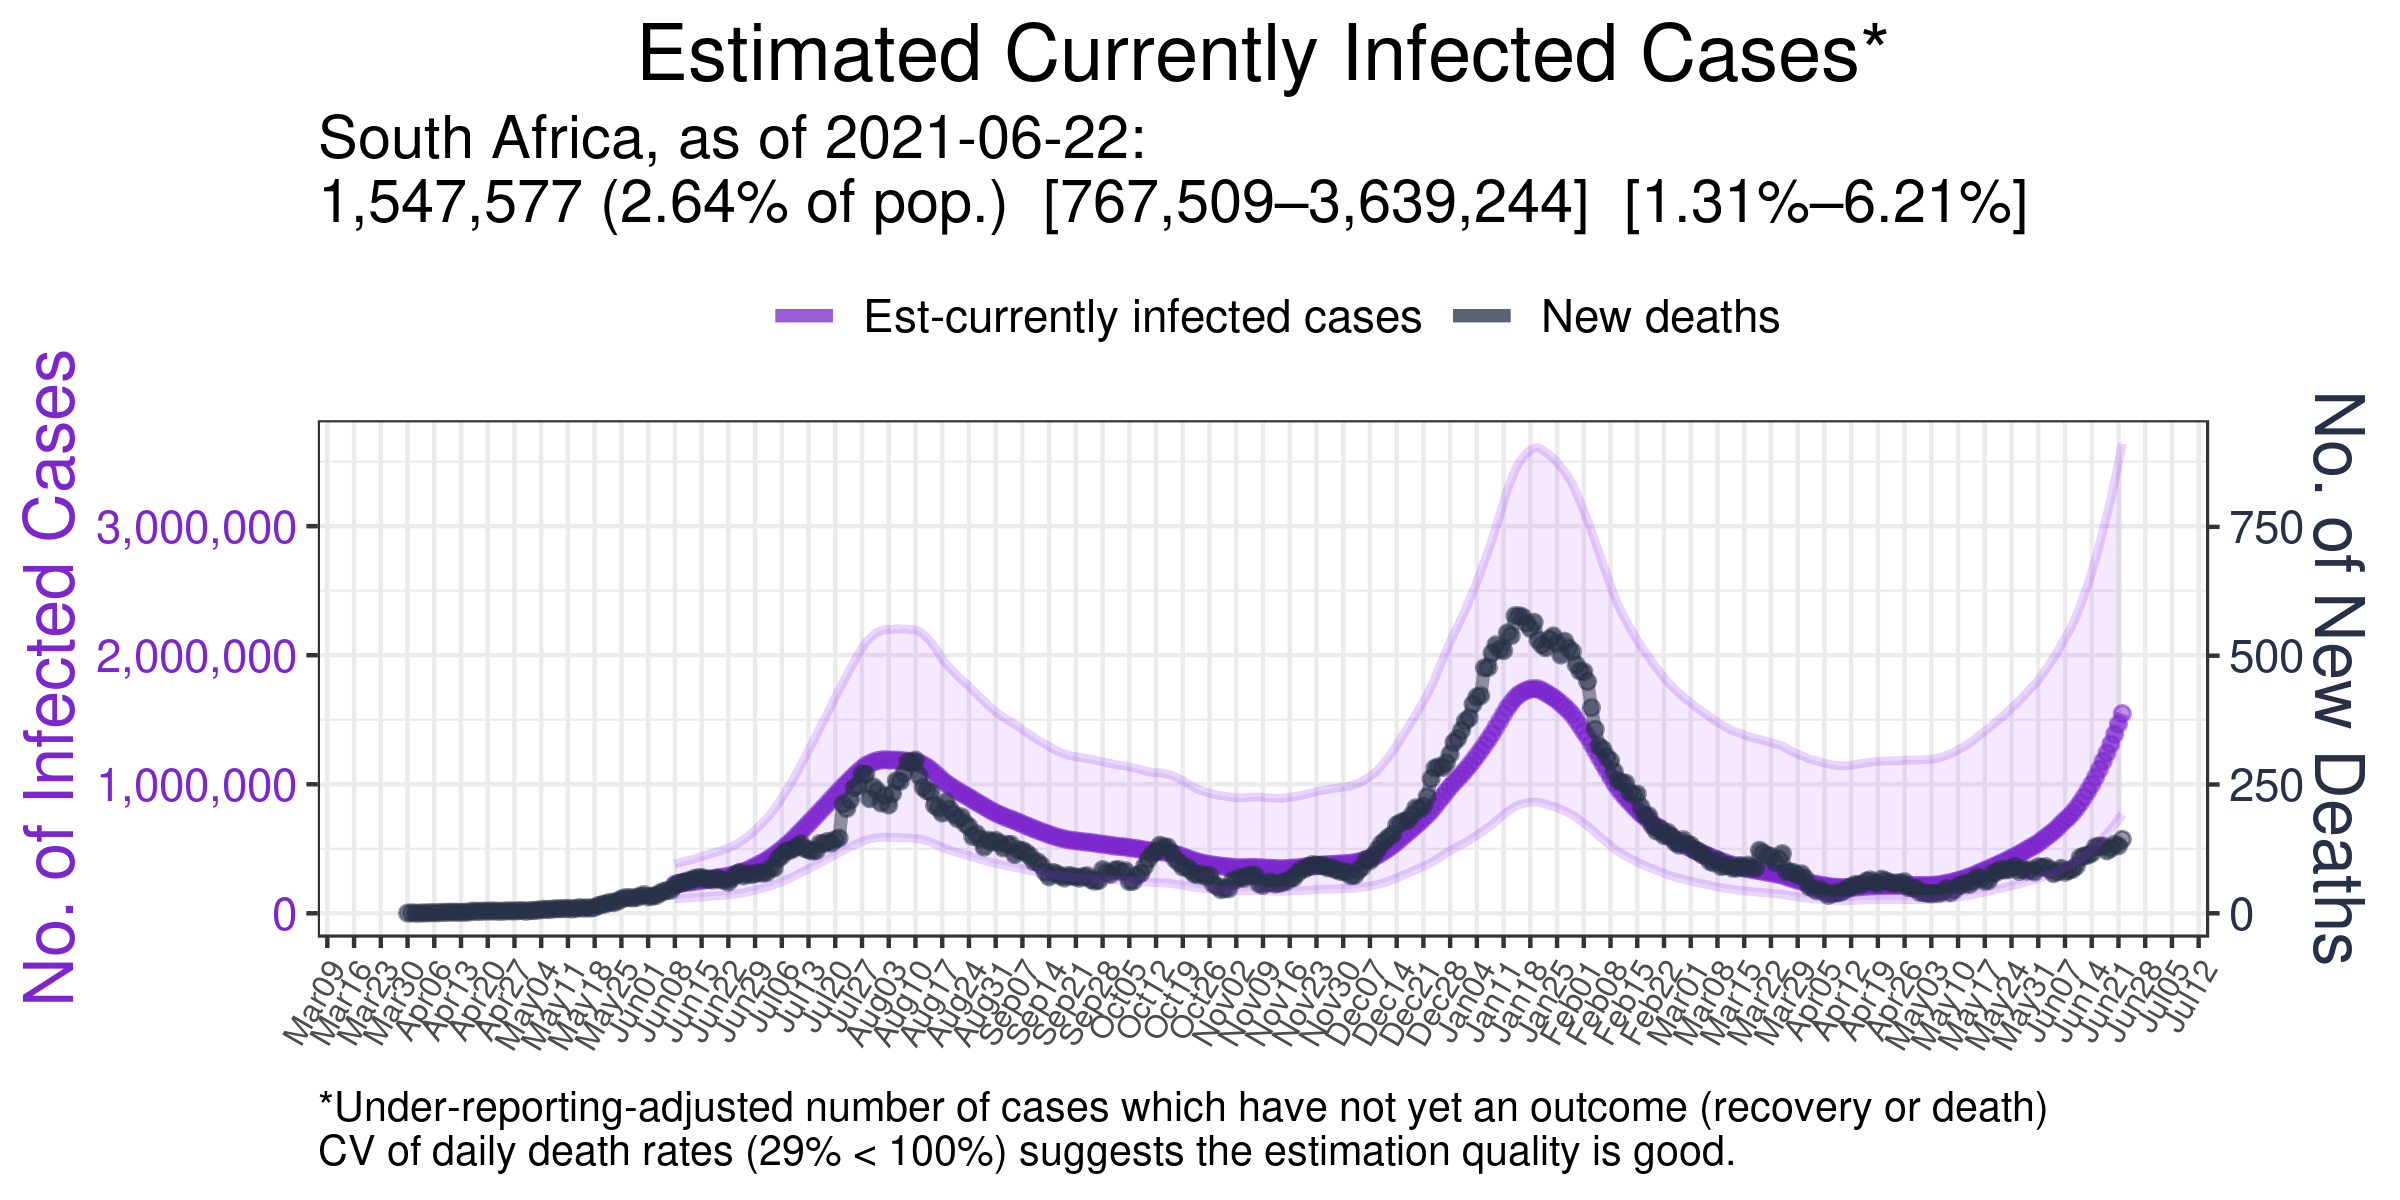 Estimated Currently Infected Cases*
South Africa, as of 2021-06-22:
1,547,577 (2.64% of pop.)  [767,509–3,639,244]  [1.31%–6.21%]
Est-currently infected cases
New deaths
No. of Infected Cases
3,000,000
2,000,000
1,000,000
0
No. of New Deaths
750
500
250
0
Mar09
Mar16
Mar23
Mar30
Apr06
Apr13
Apr20
Apr27
May04
May11
May18
May25
Jun01
Jun08
Jun15
Jun22
Jun29
Jul06
Jul13
Jul20
Jul27
Aug03
Aug10
Aug17
Aug24
Aug31
Sep07
Sep14
Sep21
Sep28
Oct05
Oct12
Oct19
Oct26
Nov02
Nov09
Nov16
Nov23
Nov30
Dec07
Dec14
Dec21
Dec28
Jan04
Jan11
Jan18
Jan25
Feb01
Feb08
Feb15
Feb22
Mar01
Mar08
Mar15
Mar22
Mar29
Apr05
Apr12
Apr19
Apr26
May03
May10
May17
May24
May31
Jun07
Jun14
Jun21
Jun28
Jul05
Jul12
*Under-reporting-adjusted number of cases which have not yet an outcome (recovery or death)
CV of daily death rates (29% < 100%) suggests the estimation quality is good.